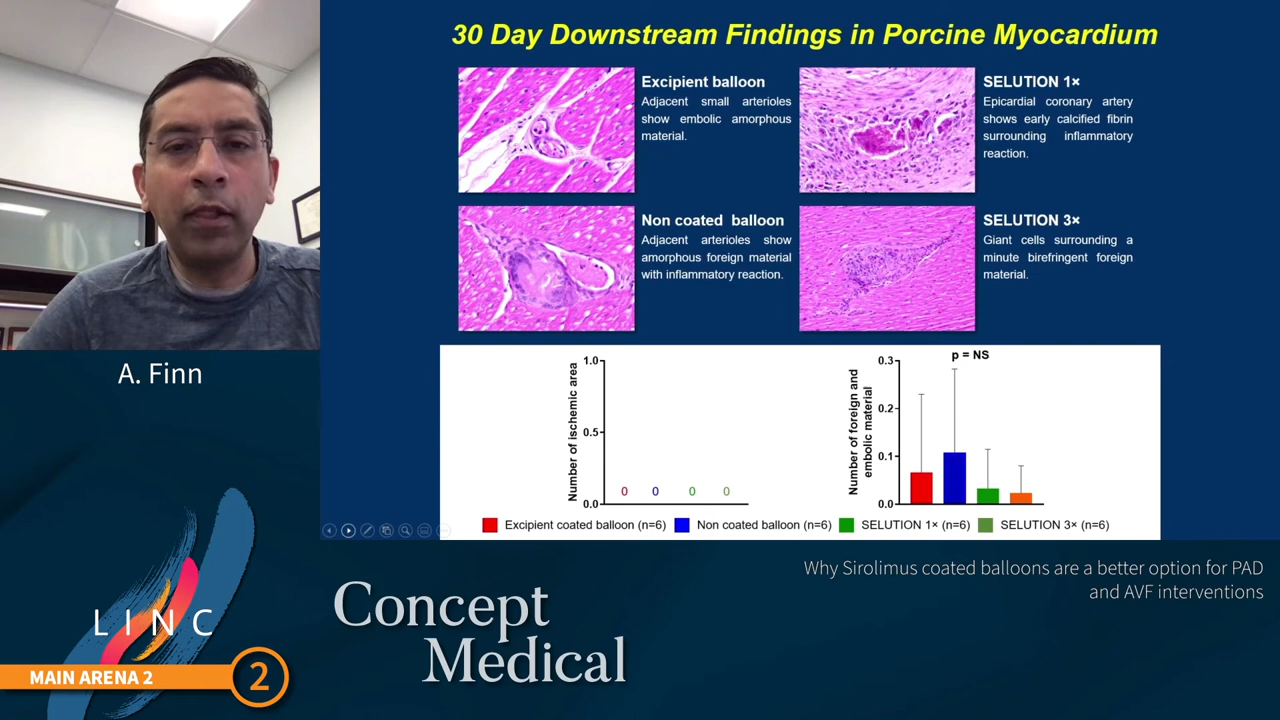 30 Day Downstream Findings in Porcine Myocardium
Excipient balloon
Adjacent small arterioles
show embolic amorphous
material.
SELUTION 1×
Epicardial coronary artery
shows early calcified fibrin
surrounding inflammatory
reaction.
Non coated balloon
Adjacent arterioles show
amorphous foreign material
with inflammatory reaction.
SELUTION 3×
Giant cells surrounding a
minute birefringent foreign
material.
A. Finn
Number of ischemic area
1.0
0.5
0.0
0 0 0 0
p = NS
Number of foreign and
embolic material
0.3
0.2
0.1
0.0
Excipient coated balloon (n=6) Non coated balloon (n=6) SELUTION 1× (n=6) SELUTION 3× (n=6)
Why Sirolimus coated balloons are a better option for PAD
and AVF interventions
Concept
Medical
LINC
MAIN ARENA 2
2